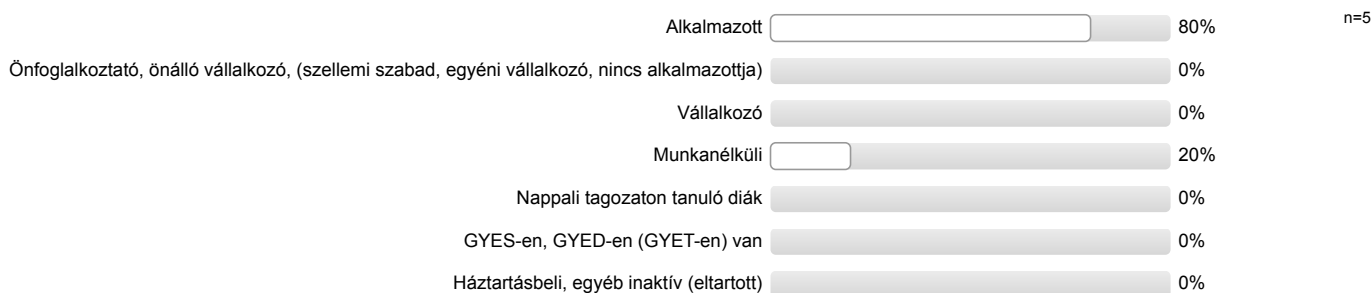 Alkalmazott 80% n=5
Önfoglalkoztató, önálló vállalkozó, (szellemi szabad, egyéni vállalkozó, nincs alkalmazottja) 0%
Vállalkozó 0%
Munkanélküli 20%
Nappali tagozaton tanuló diák 0%
GYES-en, GYED-en (GYET-en) van 0%
Háztartásbeli, egyéb inaktív (eltartott) 0%